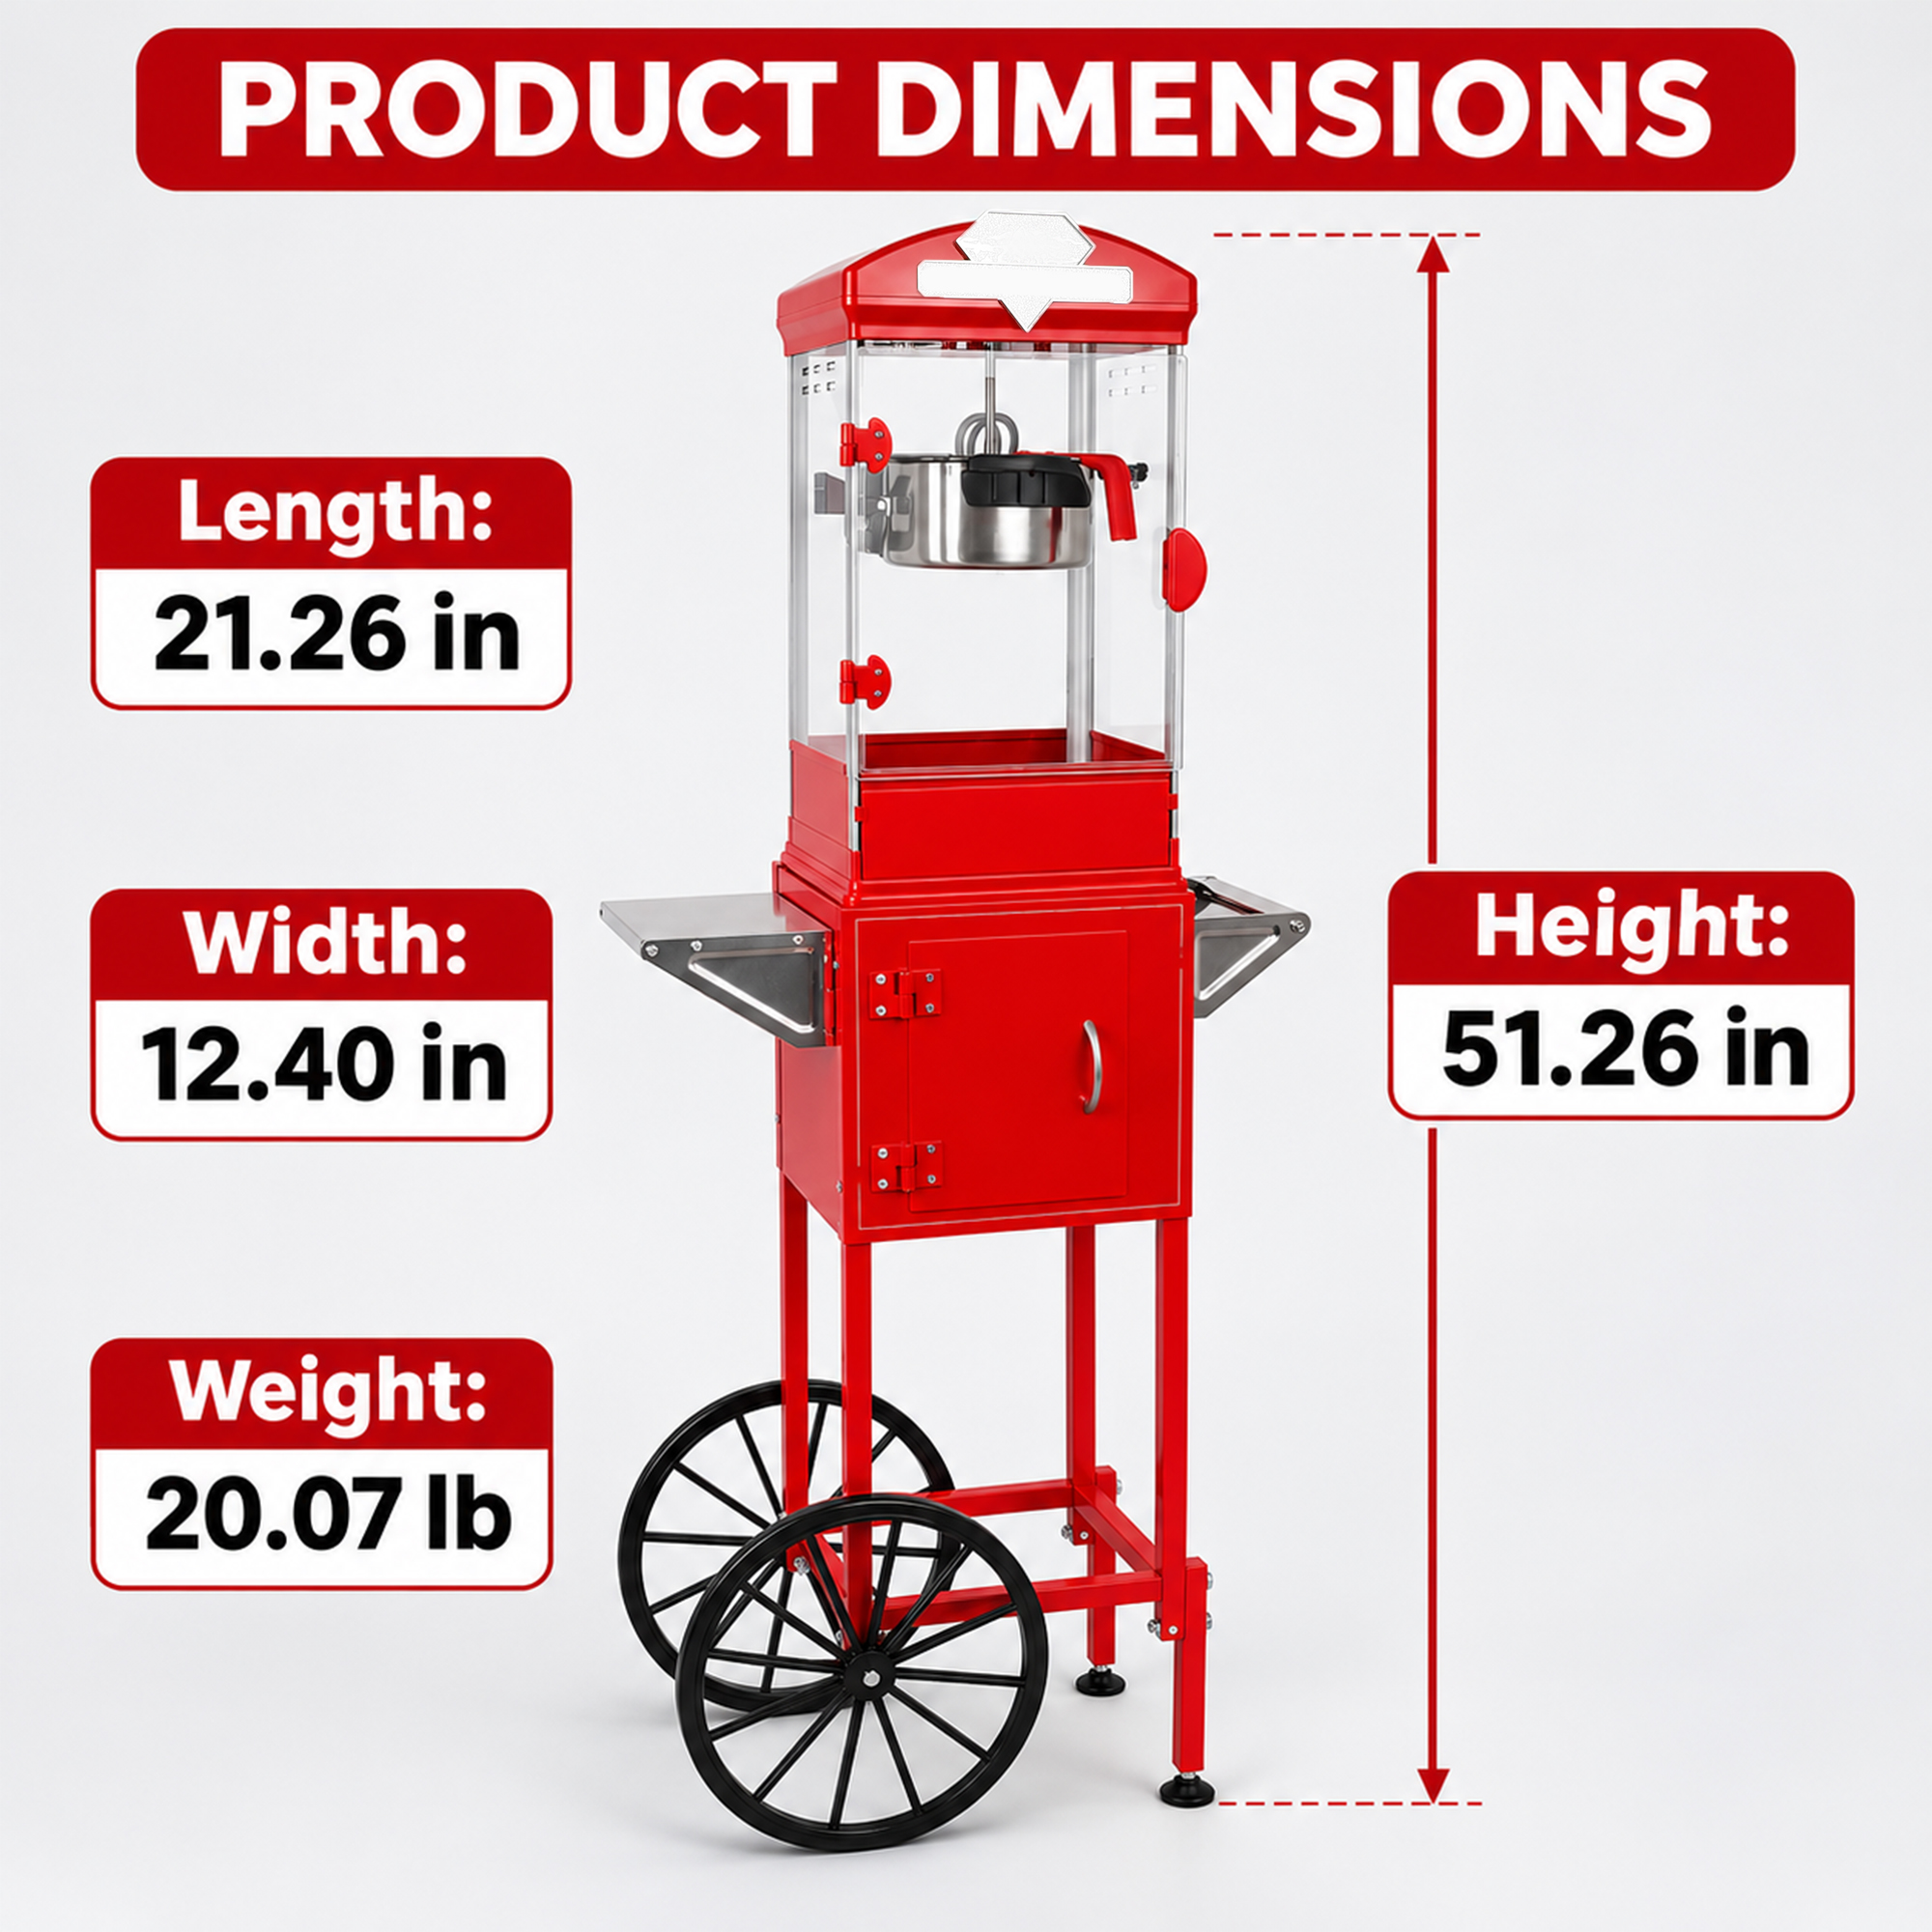 PRODUCT DIMENSIONS
Length:
21.26 in
Width:
12.40 in
Height:
51.26 in
Weight:
20.07 lb